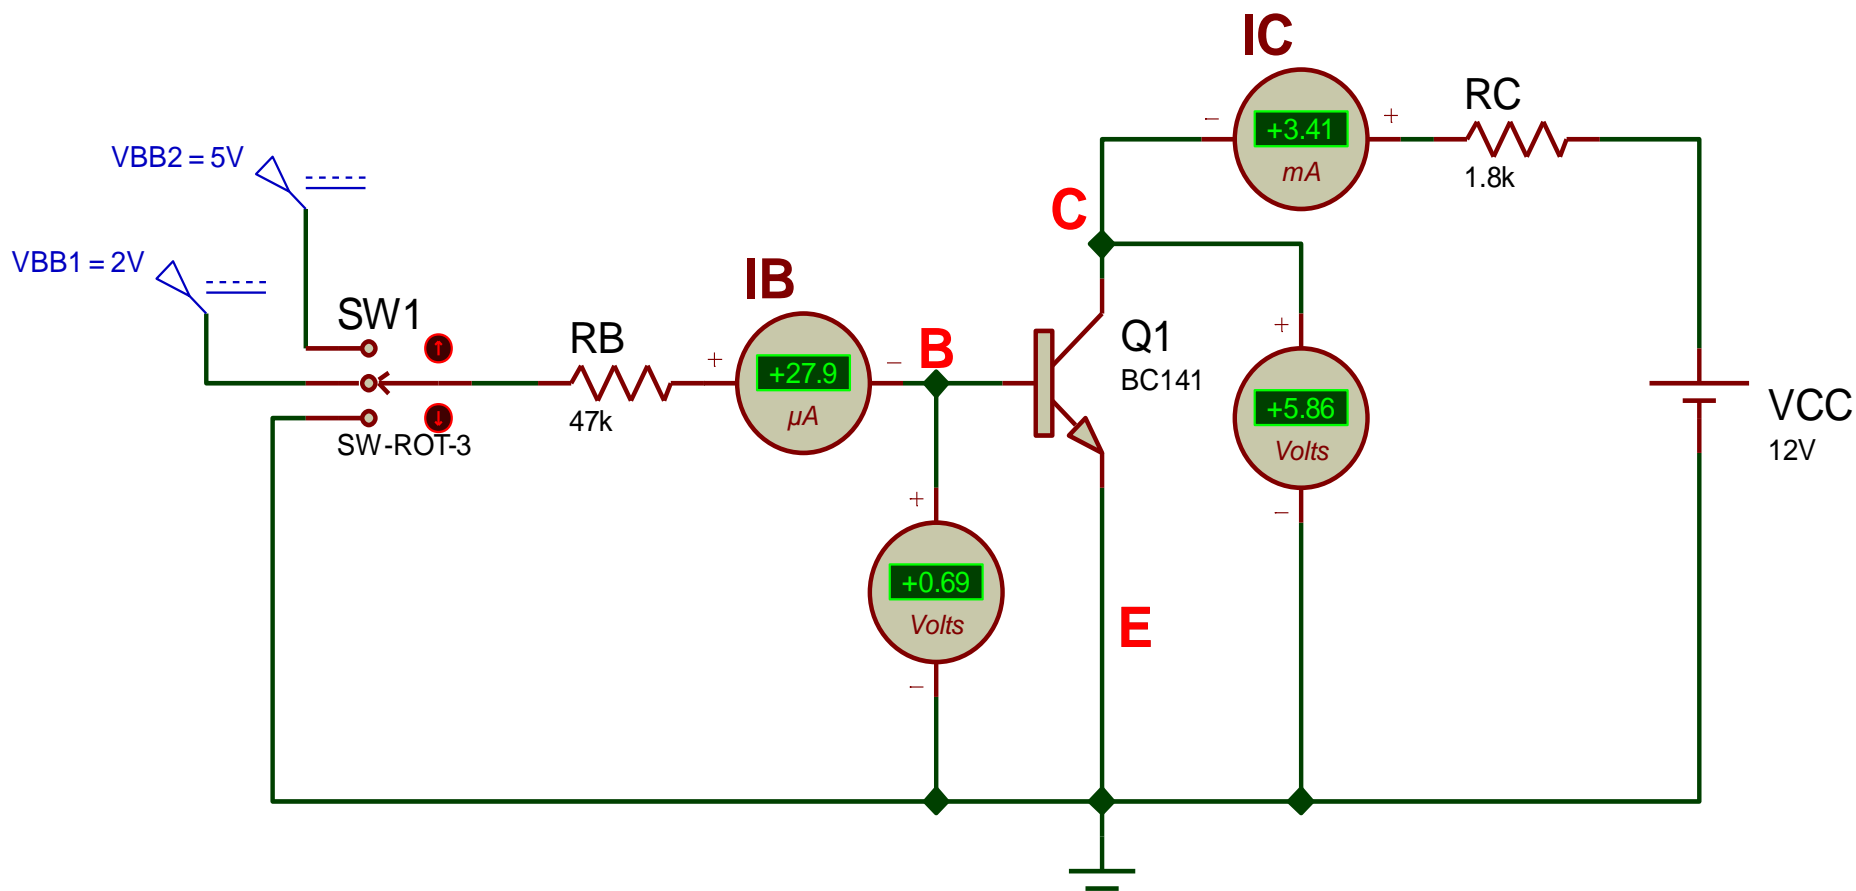 IC
+3.41
mA
RC
1.8k
VBB2 = 5V
VBB1 = 2V
C
SW1
SW-ROT-3
RB
47k
IB
+27.9
µA
B
Q1
BC141
+5.86
Volts
VCC
12V
+0.69
Volts
E